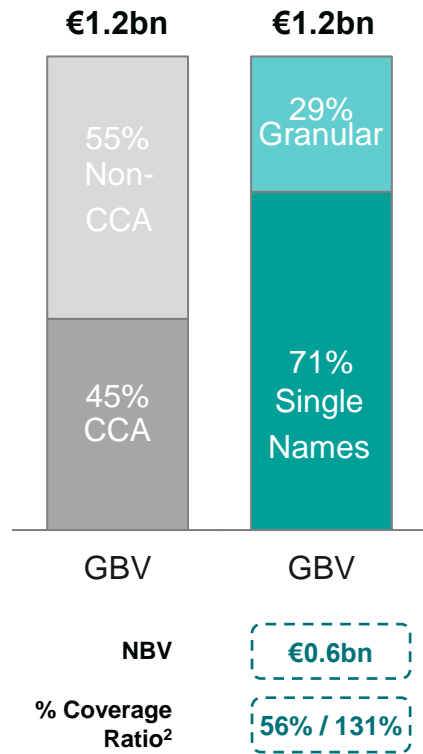 €1.2bn
€1.2bn
55%
Non-
CCA
45%
CCA
29%
Granular
71%
Single
Names
GBV
GBV
NBV
€0.6bn
% Coverage
Ratio2
56% / 131%